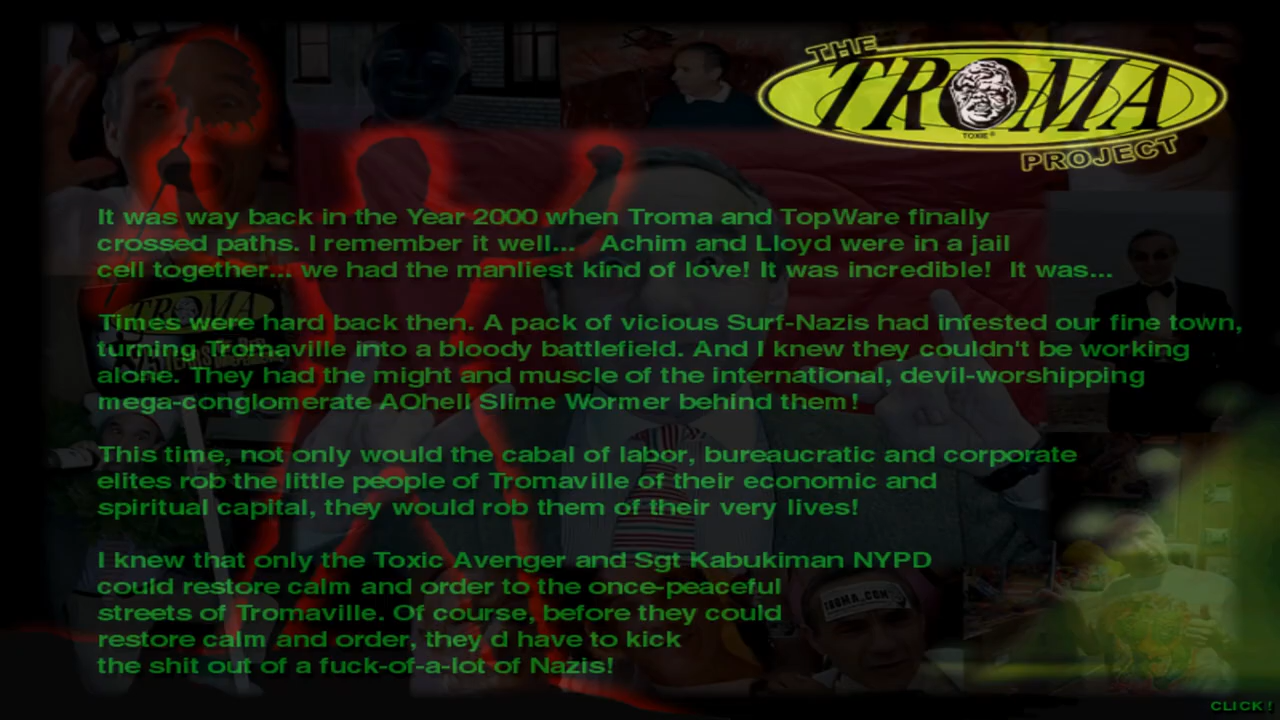 THE
TROMA
TOXIE®
PROJECT
It was way back in the Year 2000 when Troma and TopWare finally
crossed paths. I remember it well... Achim and Lloyd were in a jail
cell together... we had the manliest kind of love! It was incredible! It was...
Times were hard back then. A pack of vicious Surf-Nazis had infested our fine town,
turning Tromaville into a bloody battlefield. And I knew they couldn't be working
alone. They had the might and muscle of the international, devil-worshipping
mega-conglomerate AOhell Slime Wormer behind them!
This time, not only would the cabal of labor, bureaucratic and corporate
elites rob the little people of Tromaville of their economic and
spiritual capital, they would rob them of their very lives!
I knew that only the Toxic Avenger and Sgt Kabukiman NYPD
could restore calm and order to the once-peaceful
streets of Tromaville. Of course, before they could
restore calm and order, they d have to kick
the shit out of a fuck-of-a-lot of Nazis!
TROMA
TROMA.COM
CLICK!